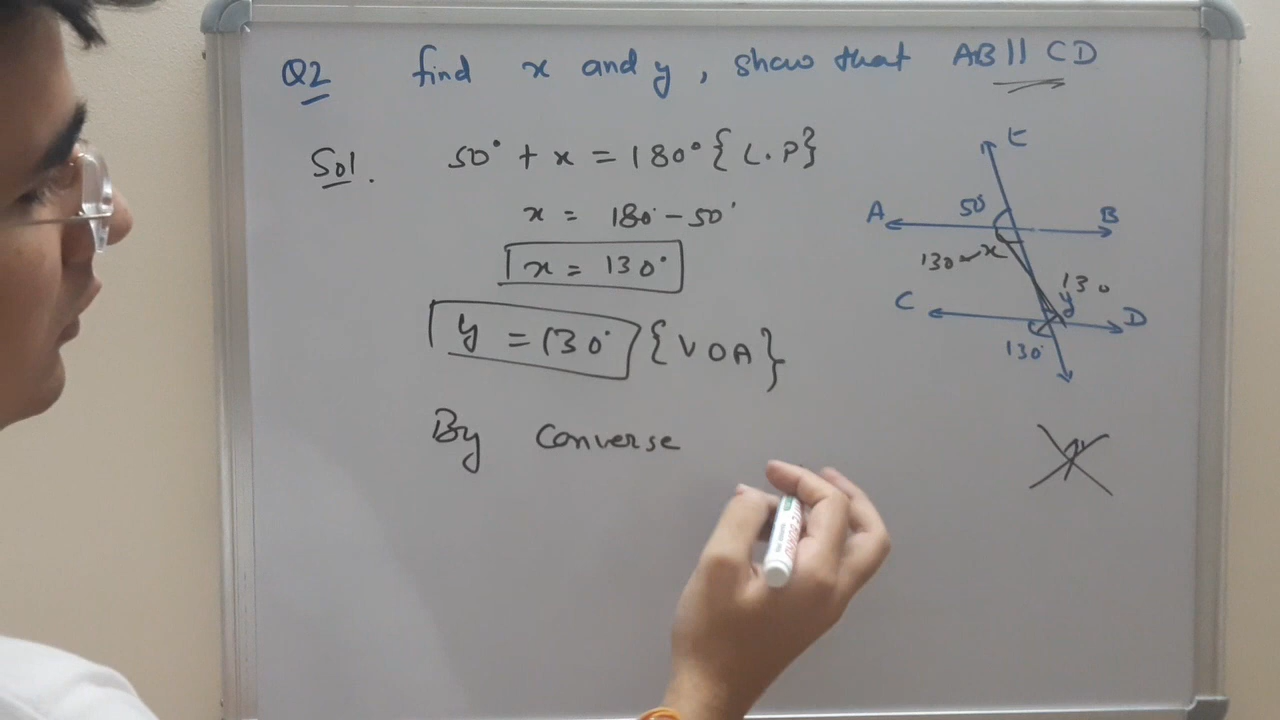 Q2 find x and y, show that AB || CD
Sol. 50° + x = 180° {L.P}
x = 180° - 50°
x = 130°
y = 130° {VOA}
By Converse
E
50°
A
B
130
x
130
y
C
D
130°